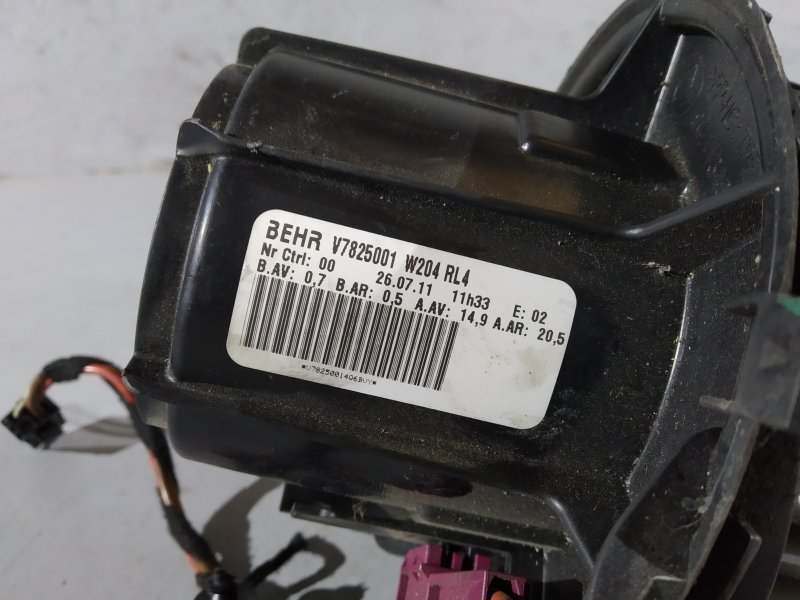 BEHR V7825001 W204 RL4
Nr Ctrl: 00 26.07.11 11h33 E: 02
B.AV: 0,7 B.AR: 0,5 A.AV: 14,9 A.AR: 20,5